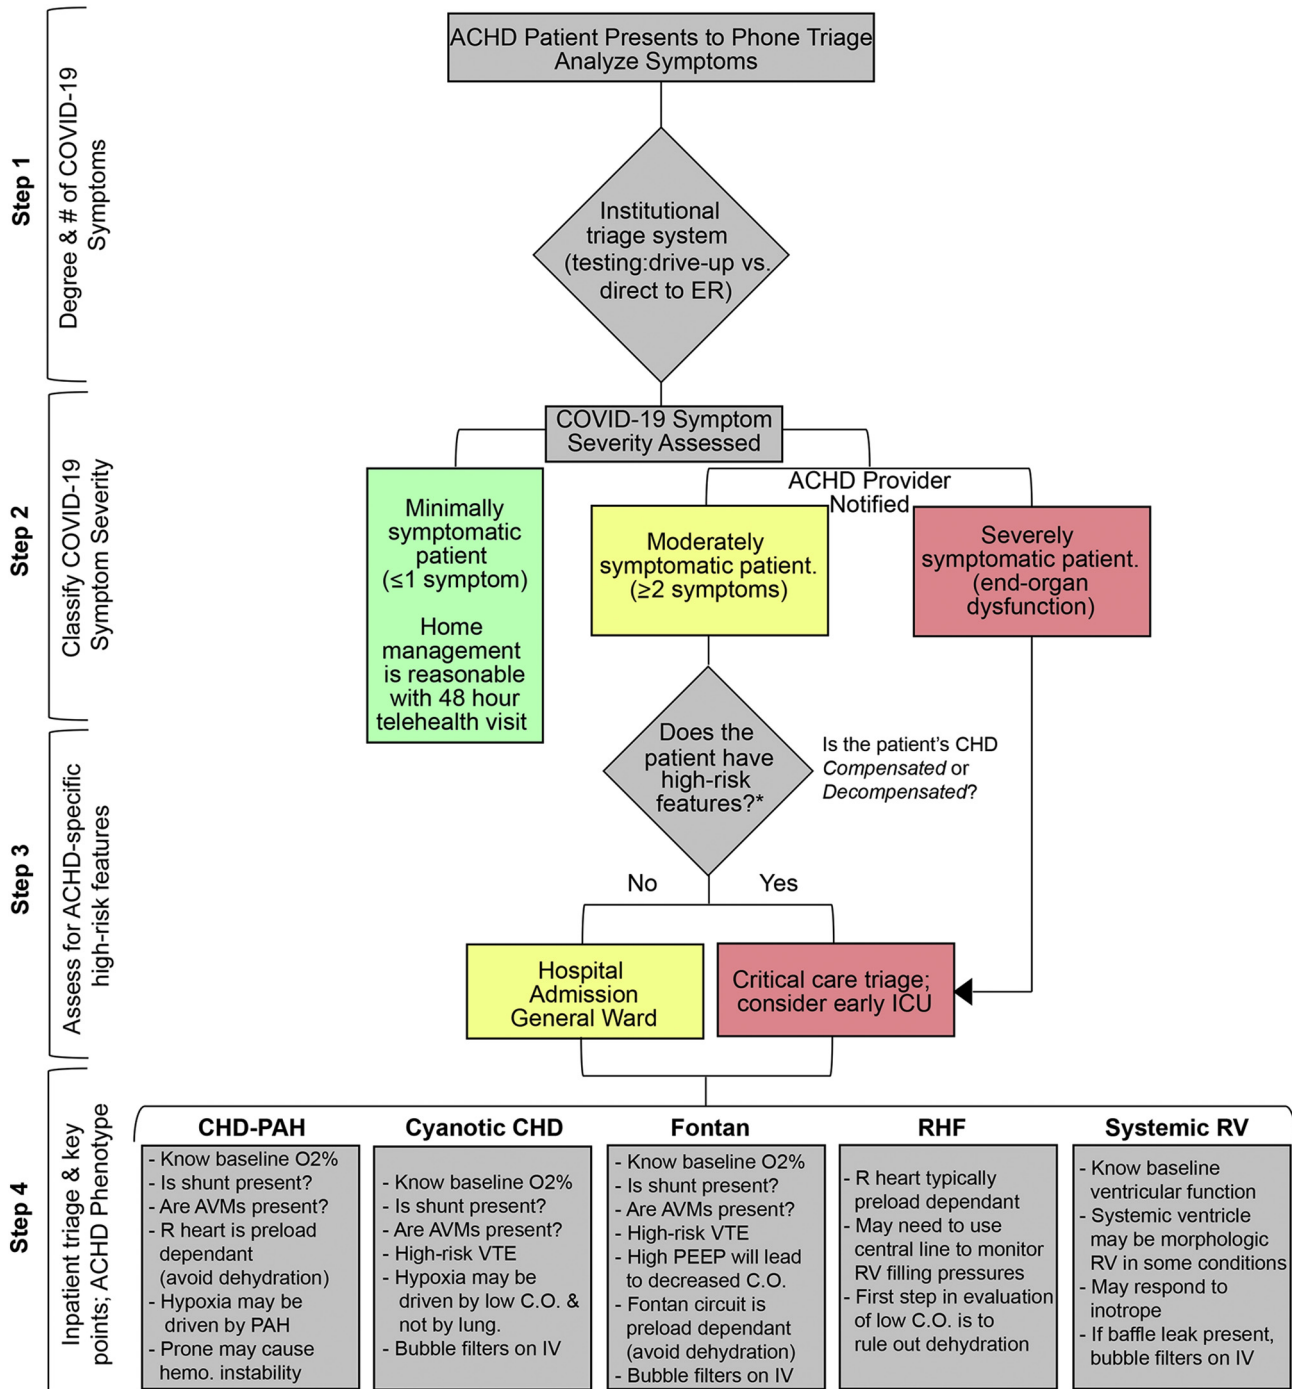 ACHD Patient Presents to Phone Triage
Analyze Symptoms
Step 1
Degree & # of COVID-19
Symptoms
Institutional
triage system
(testing:drive-up vs.
direct to ER)
Step 2
Classify COVID-19
Symptom Severity
COVID-19 Symptom
Severity Assessed
ACHD Provider
Notified
Minimally
symptomatic
patient
(≤1 symptom)
Home
management
is reasonable
with 48 hour
telehealth visit
Moderately
symptomatic patient.
(≥2 symptoms)
Severely
symptomatic patient.
(end-organ
dysfunction)
Step 3
Assess for ACHD-specific
high-risk features
Does the
patient have
high-risk
features?*
Is the patient's CHD
Compensated or
Decompensated?
No
Yes
Hospital
Admission
General Ward
Critical care triage;
consider early ICU
Step 4
Inpatient triage & key
points; ACHD Phenotype
CHD-PAH
- Know baseline O2%
- Is shunt present?
- Are AVMs present?
- R heart is preload
dependant
(avoid dehydration)
- Hypoxia may be
driven by PAH
- Prone may cause
hemo. instability
Cyanotic CHD
- Know baseline O2%
- Is shunt present?
- Are AVMs present?
- High-risk VTE
- Hypoxia may be
driven by low C.O. &
not by lung.
- Bubble filters on IV
Fontan
- Know baseline O2%
- Is shunt present?
- Are AVMs present?
- High-risk VTE
- High PEEP will lead
to decreased C.O.
- Fontan circuit is
preload dependant
(avoid dehydration)
- Bubble filters on IV
RHF
- R heart typically
preload dependant
- May need to use
central line to monitor
RV filling pressures
- First step in evaluation
of low C.O. is to
rule out dehydration
Systemic RV
- Know baseline
ventricular function
- Systemic ventricle
may be morphologic
RV in some conditions
- May respond to
inotrope
- If baffle leak present,
bubble filters on IV